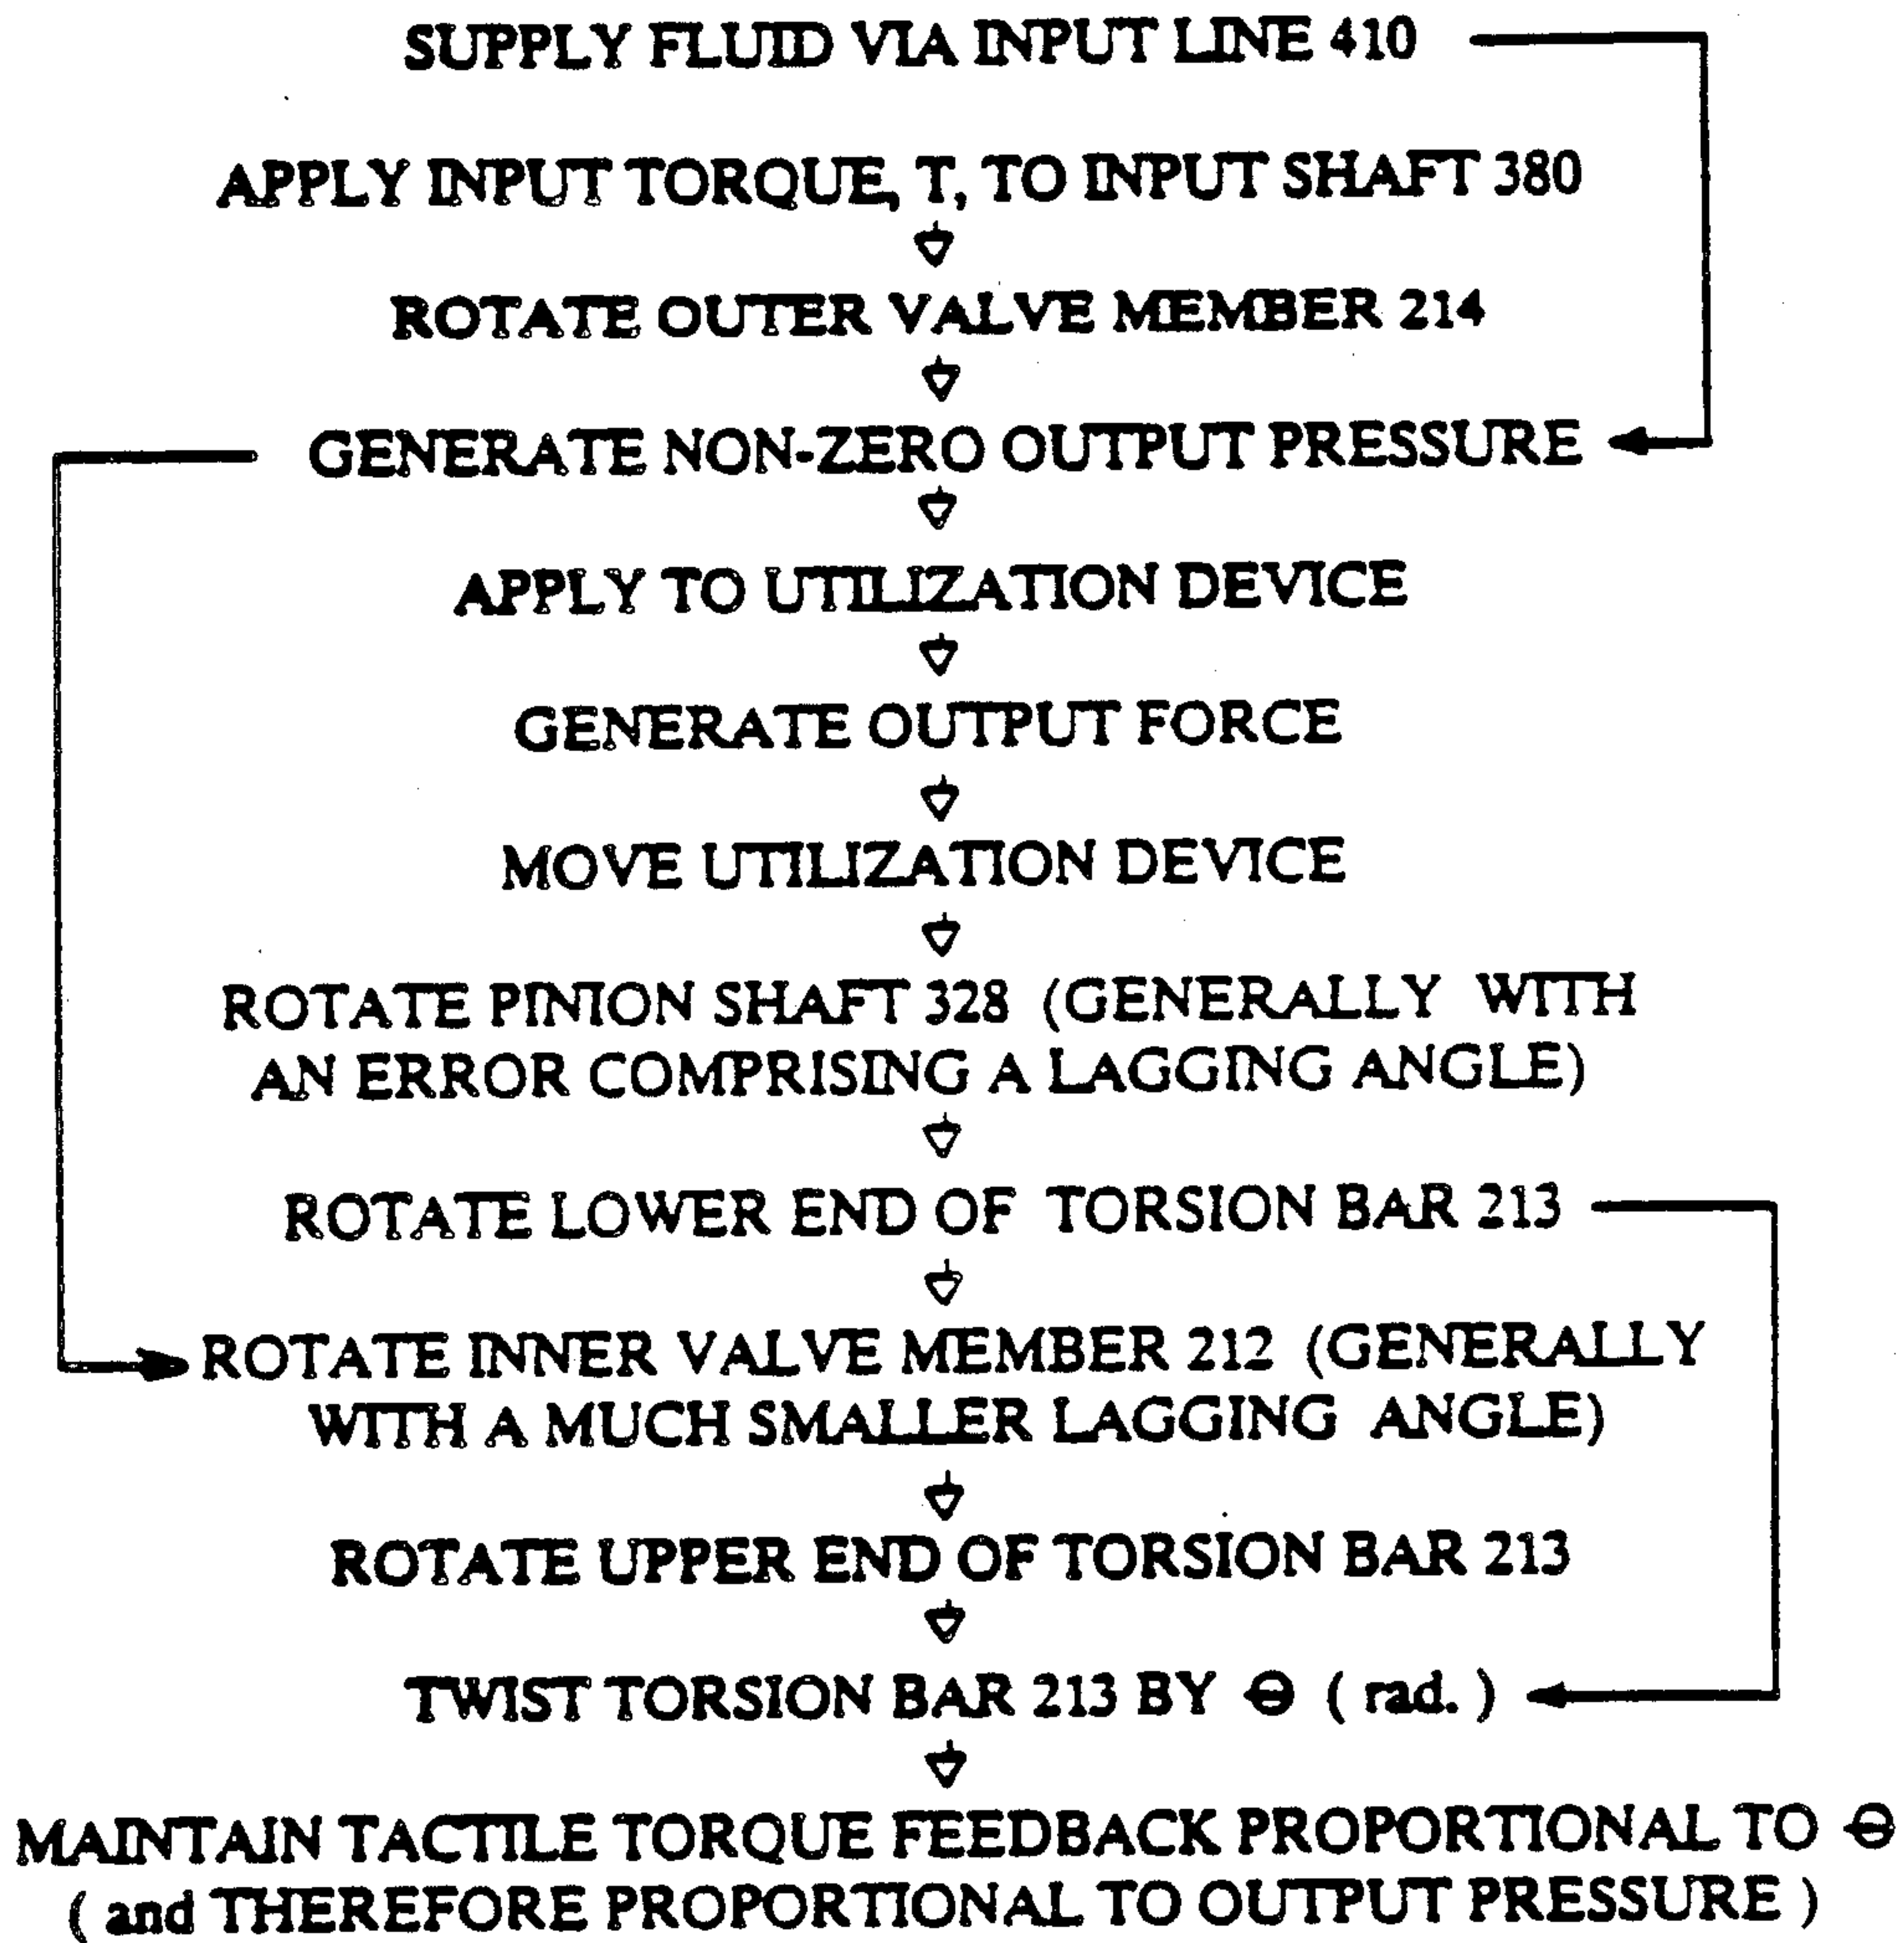 SUPPLY FLUID VIA INPUT LINE 410
APPLY INPUT TORQUE, T, TO INPUT SHAFT 380
ROTATE OUTER VALVE MEMBER 214
GENERATE NON-ZERO OUTPUT PRESSURE
APPLY TO UTILIZATION DEVICE
GENERATE OUTPUT FORCE
MOVE UTILIZATION DEVICE
ROTATE PINION SHAFT 328 (GENERALLY WITH
AN ERROR COMPRISING A LAGGING ANGLE)
ROTATE LOWER END OF TORSION BAR 213
ROTATE INNER VALVE MEMBER 212 (GENERALLY
WITH A MUCH SMALLER LAGGING ANGLE)
ROTATE UPPER END OF TORSION BAR 213
TWIST TORSION BAR 213 BY Θ ( rad. )
MAINTAIN TACTILE TORQUE FEEDBACK PROPORTIONAL TO Θ
( and THEREFORE PROPORTIONAL TO OUTPUT PRESSURE )